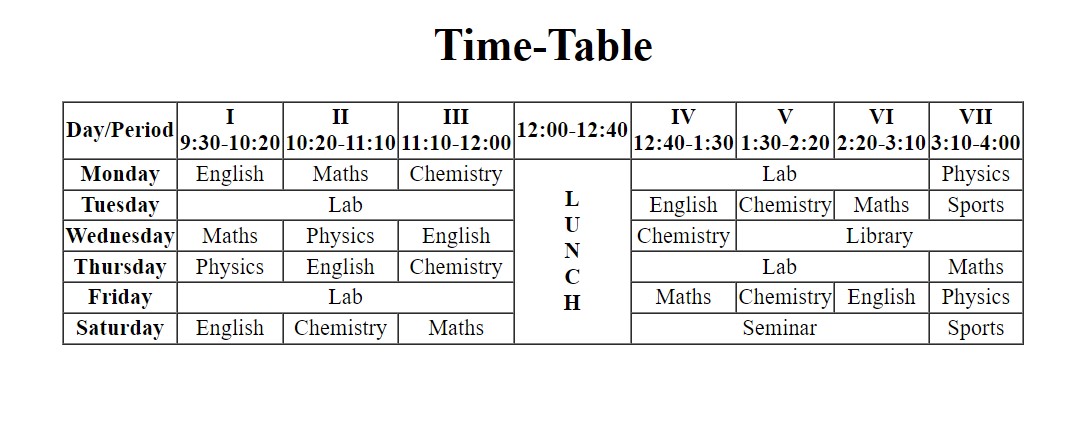 Time-Table
Day/Period I II III 12:00-12:40 IV V VI VII
9:30-10:20 10:20-11:10 11:10-12:00 12:40-1:30 1:30-2:20 2:20-3:10 3:10-4:00
Monday English Maths Chemistry Lab Physics
Tuesday Lab English Chemistry Maths Sports
Wednesday Maths Physics English Chemistry Library
Thursday Physics English Chemistry Lab Maths
Friday Lab Maths Chemistry English Physics
Saturday English Chemistry Maths Seminar Sports
L
U
N
C
H